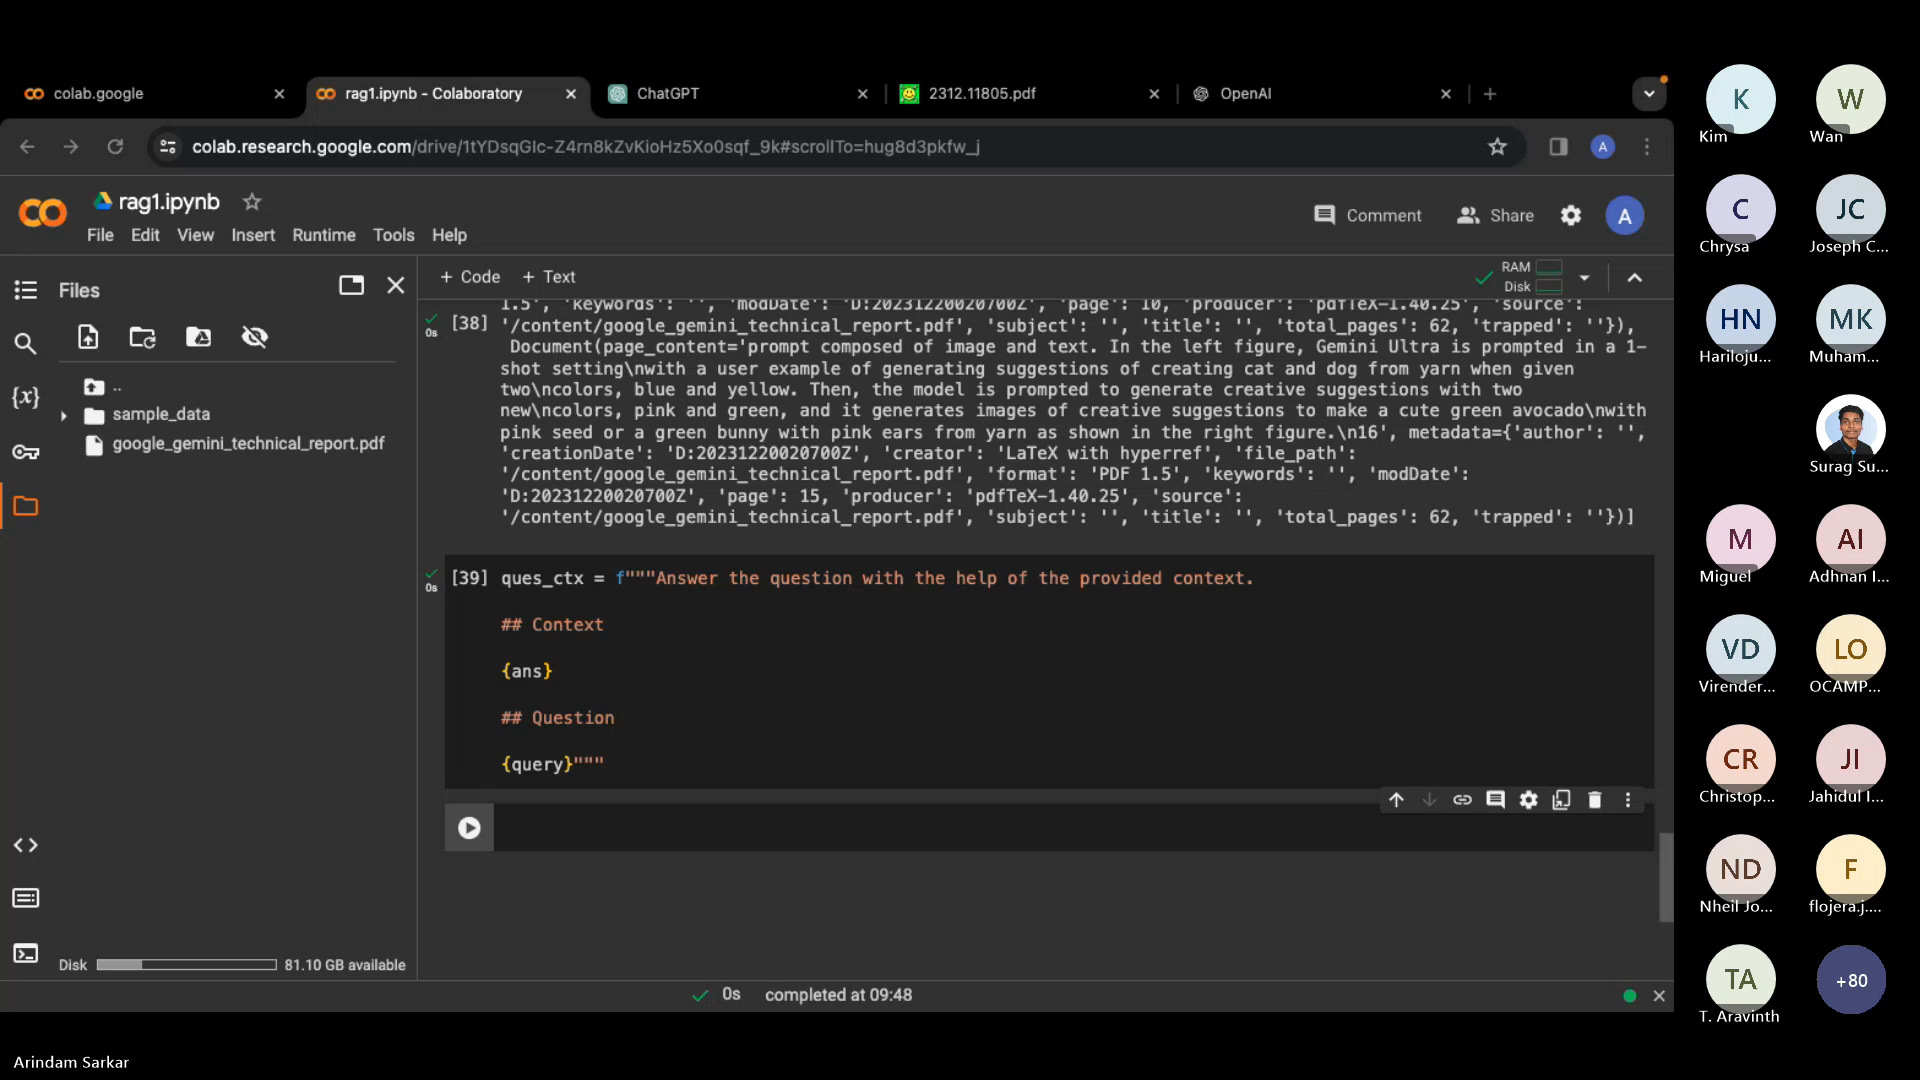 colab.google
rag1.ipynb - Colaboratory
ChatGPT
2312.11805.pdf
OpenAI
colab.research.google.com/drive/1tYDsqGlc-Z4rn8kZvKioHz5Xo0sqf_9k#scrollTo=hug8d3pkfw_j
A
rag1.ipynb
File Edit View Insert Runtime Tools Help
Comment
Share
A
Files
+ Code + Text
RAM
Disk
..
sample_data
google_gemini_technical_report.pdf
{x}
1.5', 'keywords': '', 'modDate': 'D:20231220020700Z', 'page': 10, 'producer': 'pdfTeX-1.40.25', 'source':
0s
[38]
'/content/google_gemini_technical_report.pdf', 'subject': '', 'title': '', 'total_pages': 62, 'trapped': ''}),
Document(page_content='prompt composed of image and text. In the left figure, Gemini Ultra is prompted in a 1-
shot setting\nwith a user example of generating suggestions of creating cat and dog from yarn when given
two\ncolors, blue and yellow. Then, the model is prompted to generate creative suggestions with two
new\ncolors, pink and green, and it generates images of creative suggestions to make a cute green avocado\nwith
pink seed or a green bunny with pink ears from yarn as shown in the right figure.\n16', metadata={'author': '',
'creationDate': 'D:20231220020700Z', 'creator': 'LaTeX with hyperref', 'file_path':
'/content/google_gemini_technical_report.pdf', 'format': 'PDF 1.5', 'keywords': '', 'modDate':
'D:20231220020700Z', 'page': 15, 'producer': 'pdfTeX-1.40.25', 'source':
'/content/google_gemini_technical_report.pdf', 'subject': '', 'title': '', 'total_pages': 62, 'trapped': ''})]
0s
[39] ques_ctx = f"""Answer the question with the help of the provided context.
## Context
{ans}
## Question
{query}"""
Disk
81.10 GB available
0s completed at 09:48
K
Kim
W
Wan
C
Chrysa
JC
Joseph C...
HN
Hariloju...
MK
Muham...
Surag Su...
M
Miguel
AI
Adhnan I...
VD
Virender...
LO
OCAMP...
CR
Christop...
JI
Jahidul I...
ND
Nheil Jo...
F
flojera.j....
TA
T. Aravinth
+80
Arindam Sarkar